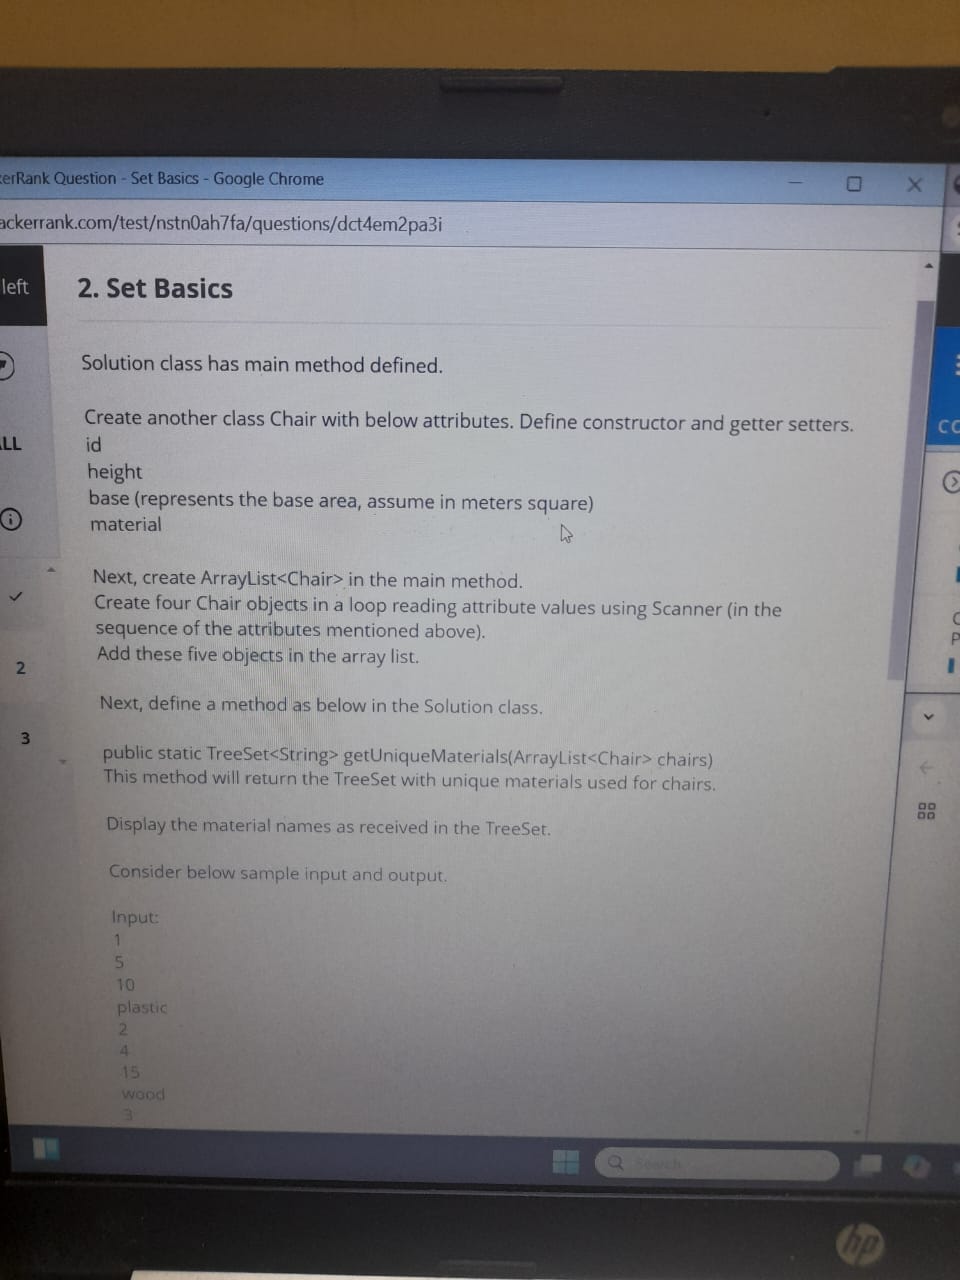 kerRank Question - Set Basics - Google Chrome
ackerrank.com/test/nstn0ah7fa/questions/dct4em2pa3i
left
2. Set Basics
Solution class has main method defined.
Create another class Chair with below attributes. Define constructor and getter setters.
ALL
id
height
base (represents the base area, assume in meters square)
material
Next, create ArrayList<Chair> in the main method.
Create four Chair objects in a loop reading attribute values using Scanner (in the
sequence of the attributes mentioned above).
Add these five objects in the array list.
2
Next, define a method as below in the Solution class.
3
public static TreeSet<String> getUniqueMaterials(ArrayList<Chair> chairs)
This method will return the TreeSet with unique materials used for chairs.
Display the material names as received in the TreeSet.
Consider below sample input and output.
Input:
1
5
10
plastic
2
4
15
wood
3
CO
Search
hp